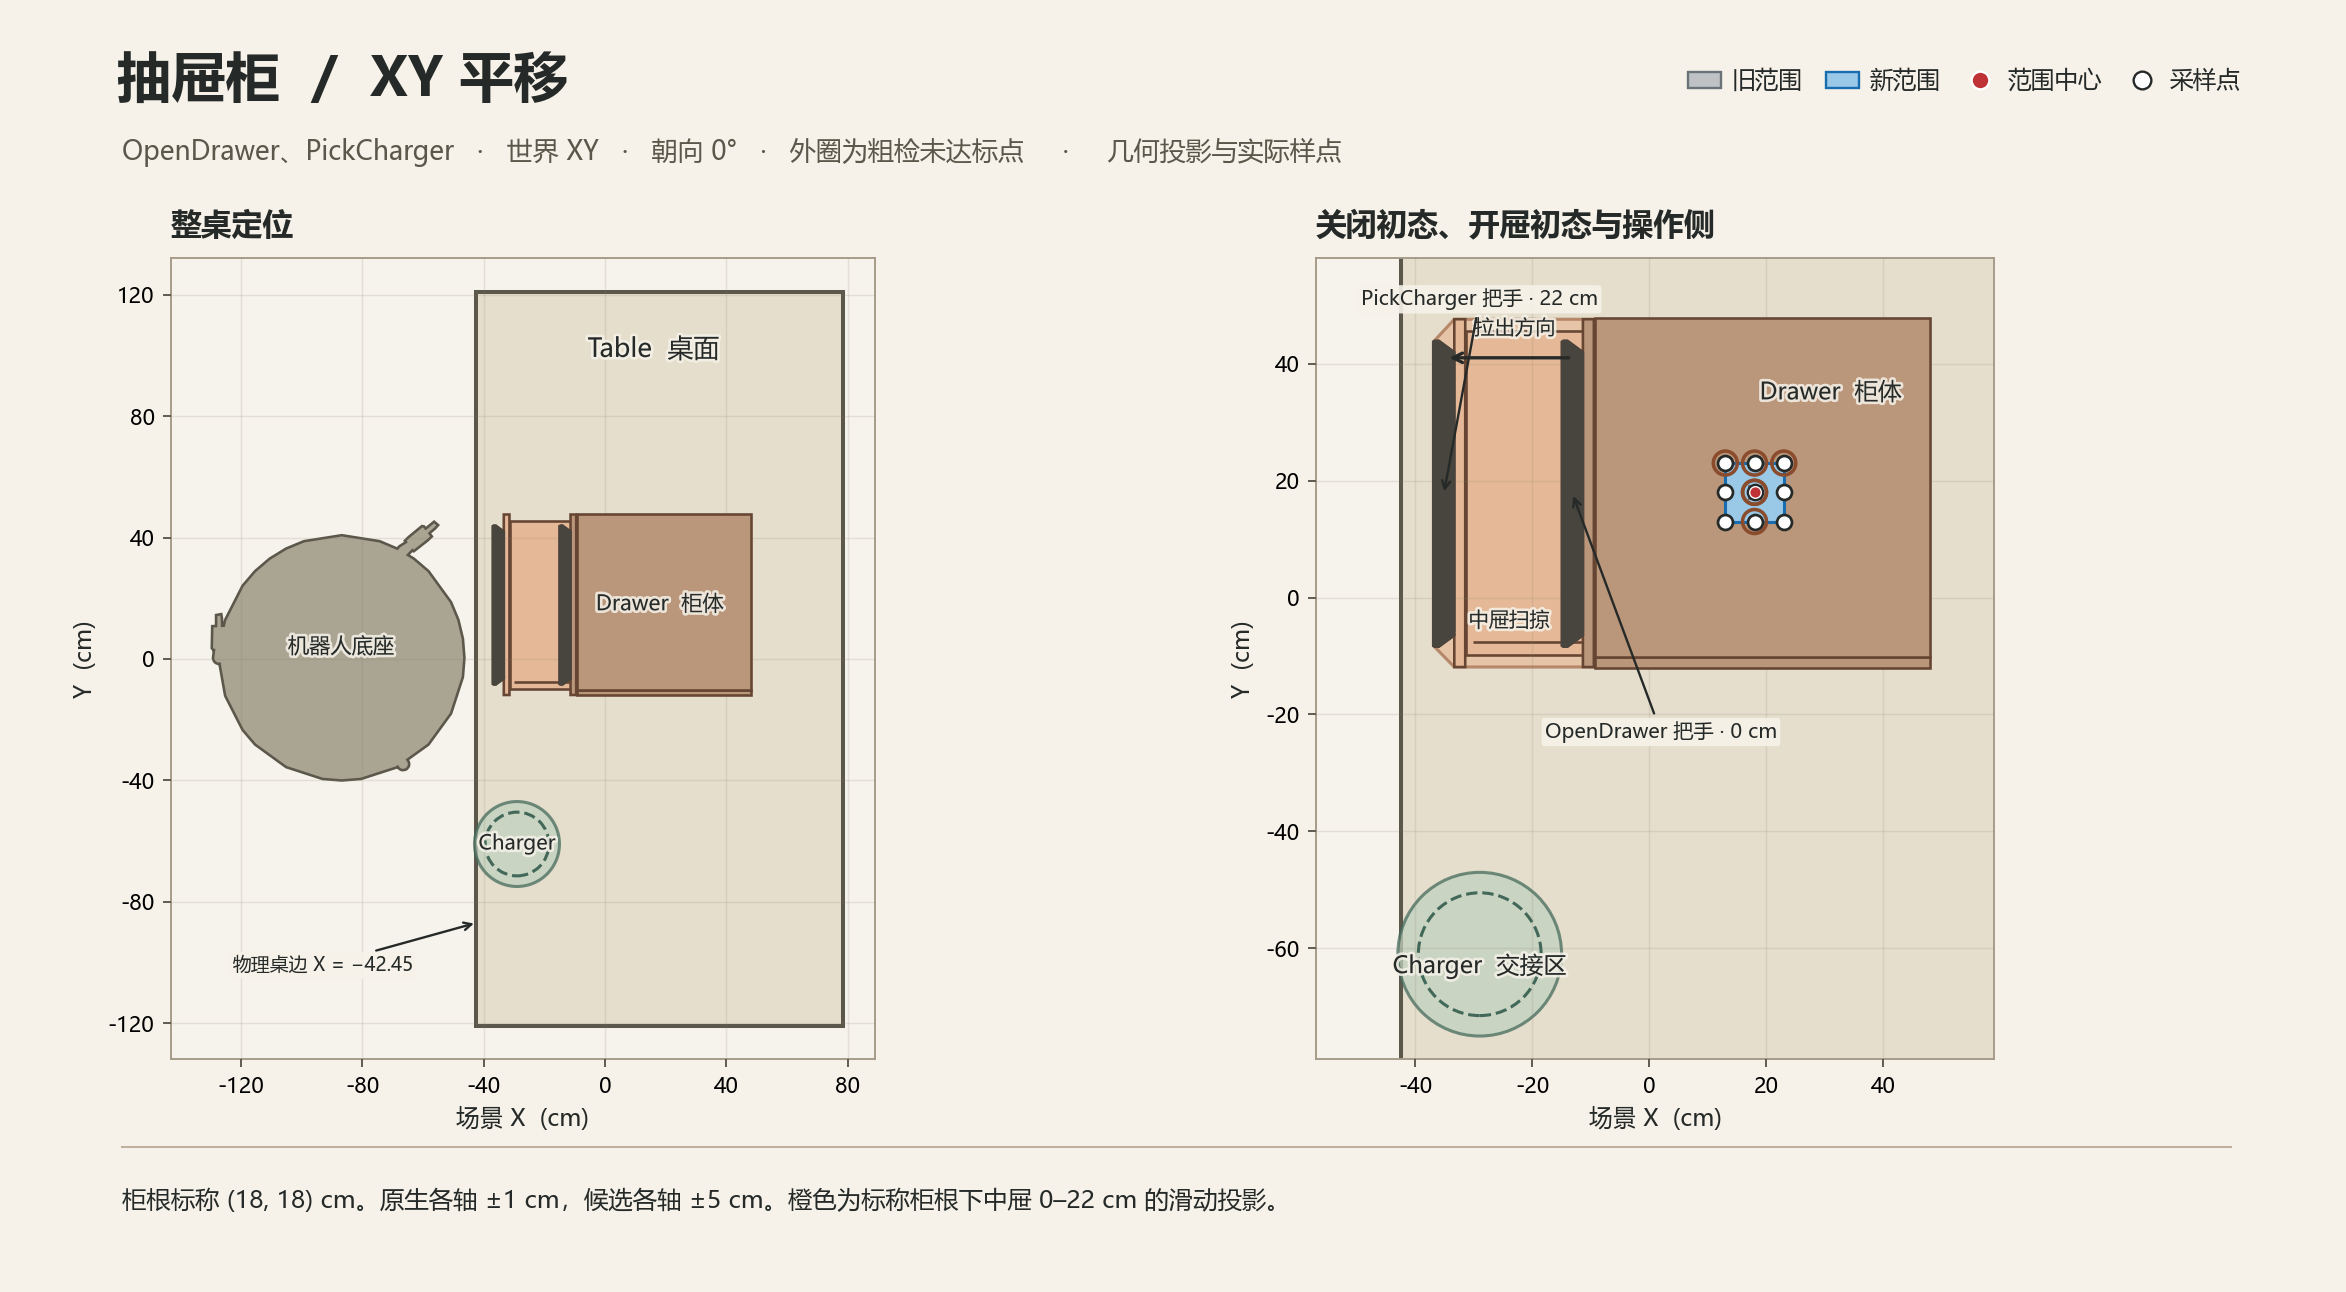 抽屉柜 / XY 平移
旧范围 新范围 范围中心 采样点
OpenDrawer、PickCharger · 世界 XY · 朝向 0° · 外圈为粗检未达标点 · 几何投影与实际样点
整桌定位
120
80
40
0
-40
-80
-120
Y (cm)
Table 桌面
Drawer 柜体
机器人底座
Charger
物理桌边 X = −42.45
-120 -80 -40 0 40 80
场景 X (cm)
关闭初态、开屉初态与操作侧
40
20
0
-20
-40
-60
Y (cm)
PickCharger 把手 · 22 cm
拉出方向
Drawer 柜体
中屉扫掠
OpenDrawer 把手 · 0 cm
Charger 交接区
-40 -20 0 20 40
场景 X (cm)
柜根标称 (18, 18) cm。原生各轴 ±1 cm，候选各轴 ±5 cm。橙色为标称柜根下中屉 0–22 cm 的滑动投影。